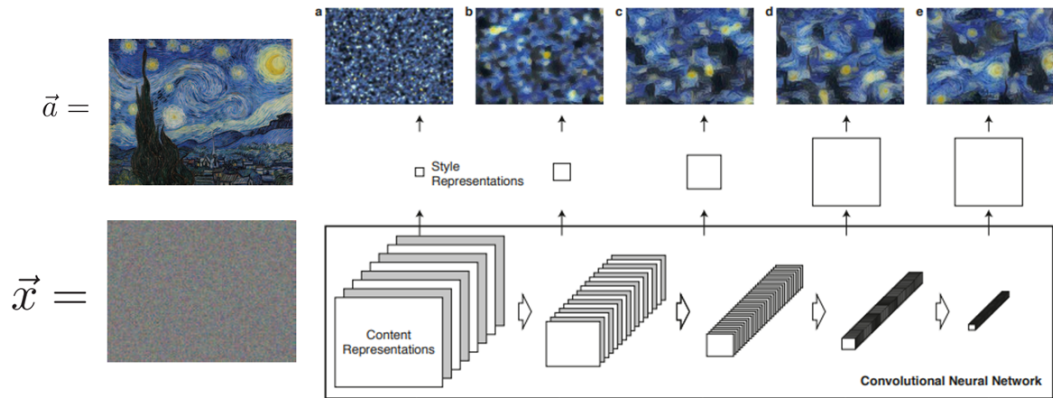 a b c d e
a⃗ =
Style
Representations
x⃗ =
Content
Representations
Convolutional Neural Network